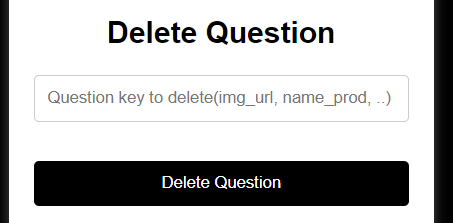 Delete Question
Question key to delete(img_url, name_prod, ..)
Delete Question